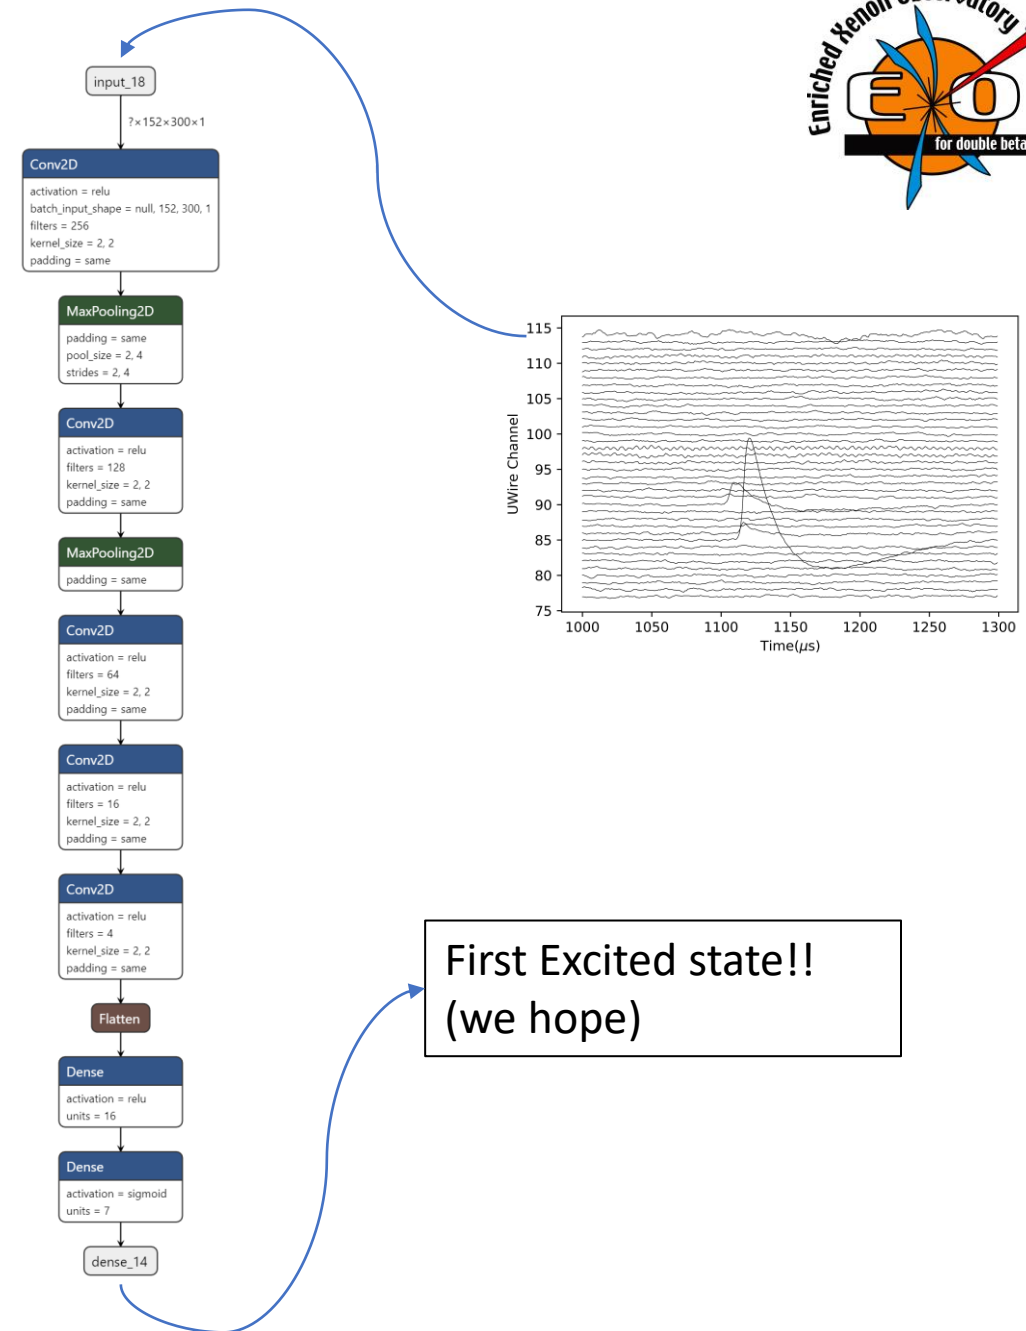 input_18
?×152×300×1
Conv2D
activation = relu
batch_input_shape = null, 152, 300, 1
filters = 256
kernel_size = 2, 2
padding = same
MaxPooling2D
padding = same
pool_size = 2, 4
strides = 2, 4
Conv2D
activation = relu
filters = 128
kernel_size = 2, 2
padding = same
MaxPooling2D
padding = same
Conv2D
activation = relu
filters = 64
kernel_size = 2, 2
padding = same
Conv2D
activation = relu
filters = 16
kernel_size = 2, 2
padding = same
Conv2D
activation = relu
filters = 4
kernel_size = 2, 2
padding = same
Flatten
Dense
activation = relu
units = 16
Dense
activation = sigmoid
units = 7
dense_14
Enriched Xenon Observatory
EO
for double beta
115
110
105
100
95
90
85
80
75
UWire Channel
1000 1050 1100 1150 1200 1250 1300
Time(μs)
First Excited state!!
(we hope)